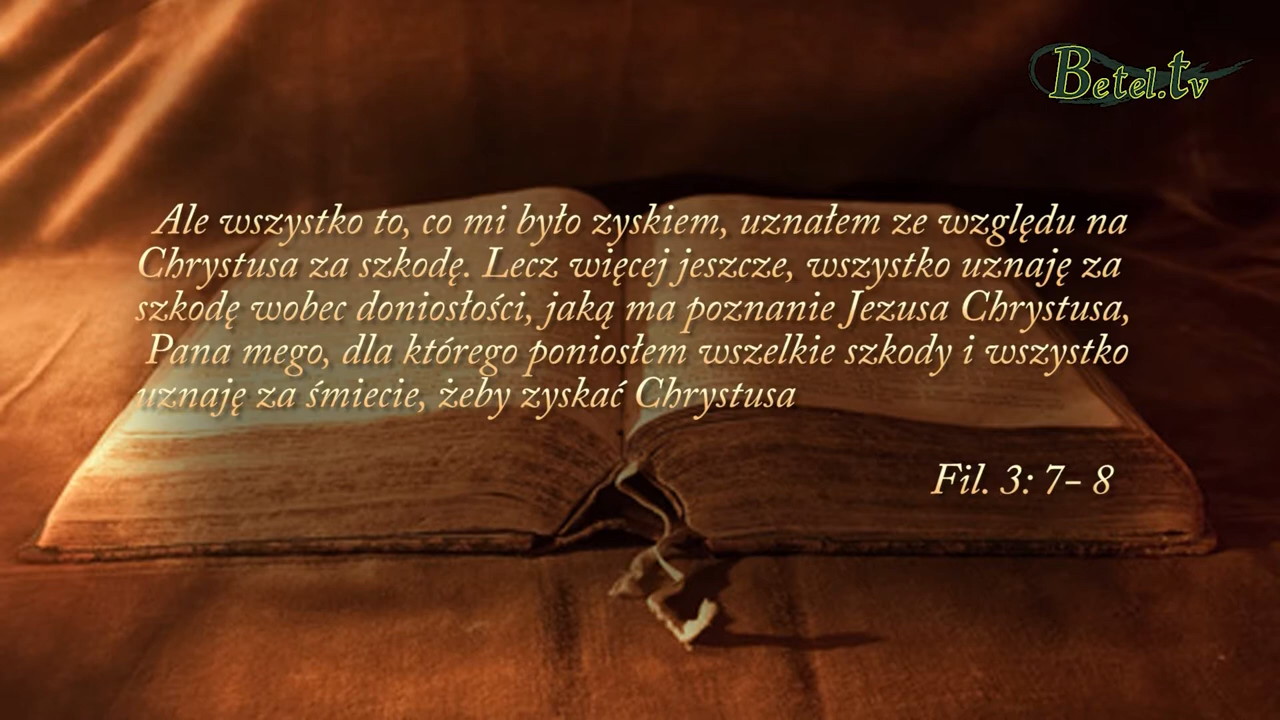 Betel.tv
Ale wszystko to, co mi było zyskiem, uznałem ze względu na
Chrystusa za szkodę. Lecz więcej jeszcze, wszystko uznaję za
szkodę wobec doniosłości, jaką ma poznanie Jezusa Chrystusa,
Pana mego, dla którego poniosłem wszelkie szkody i wszystko
uznaję za śmiecie, żeby zyskać Chrystusa
Fil. 3: 7- 8